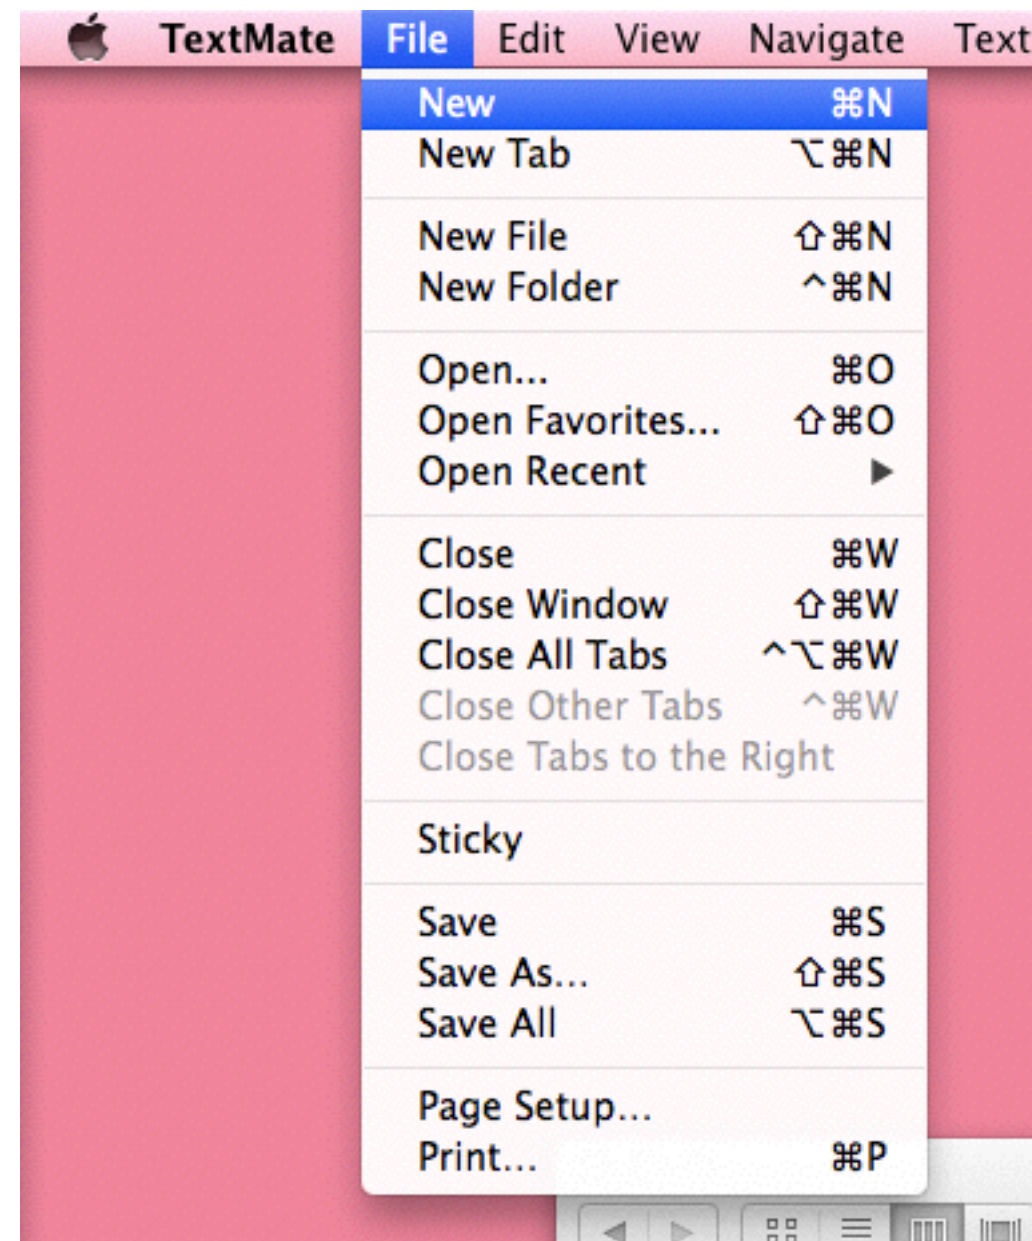 TextMate File Edit View Navigate Text
New ⌘N
New Tab ⌥⌘N
New File ⇧⌘N
New Folder ^⌘N
Open... ⌘O
Open Favorites... ⇧⌘O
Open Recent ▶
Close ⌘W
Close Window ⇧⌘W
Close All Tabs ^⌥⌘W
Close Other Tabs ^⌘W
Close Tabs to the Right
Sticky
Save ⌘S
Save As... ⇧⌘S
Save All ⌥⌘S
Page Setup...
Print... ⌘P